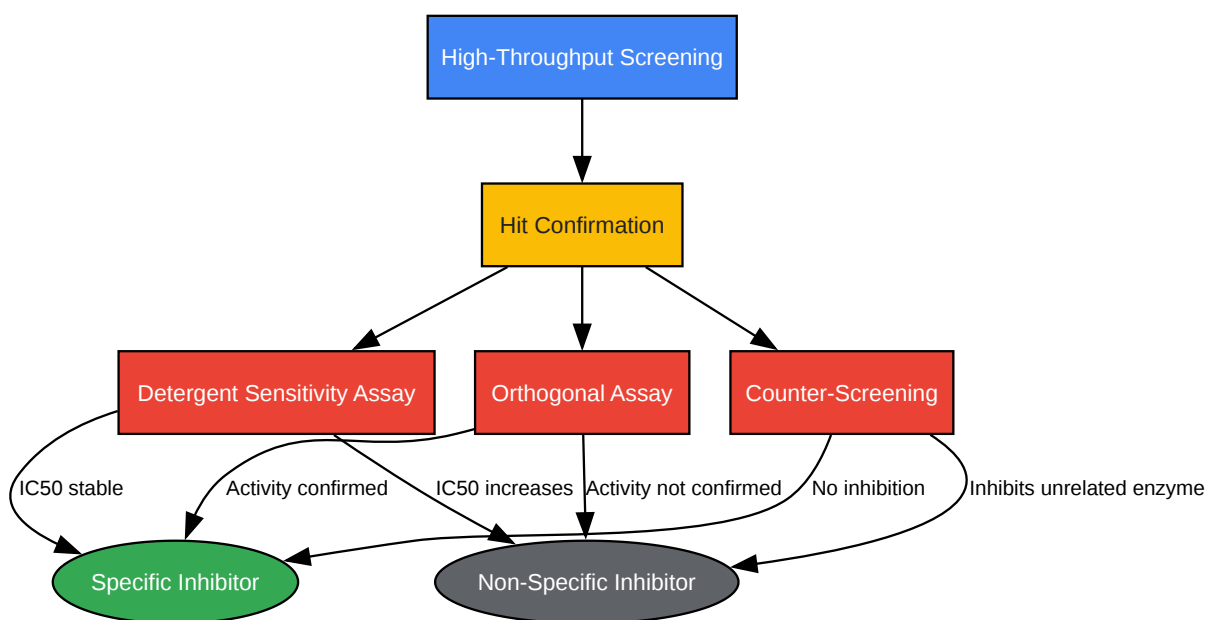 High-Throughput Screening
Hit Confirmation
Detergent Sensitivity Assay
Orthogonal Assay
Counter-Screening
IC50 stable
Activity confirmed
IC50 increases
Activity not confirmed
No inhibition
Inhibits unrelated enzyme
Specific Inhibitor
Non-Specific Inhibitor